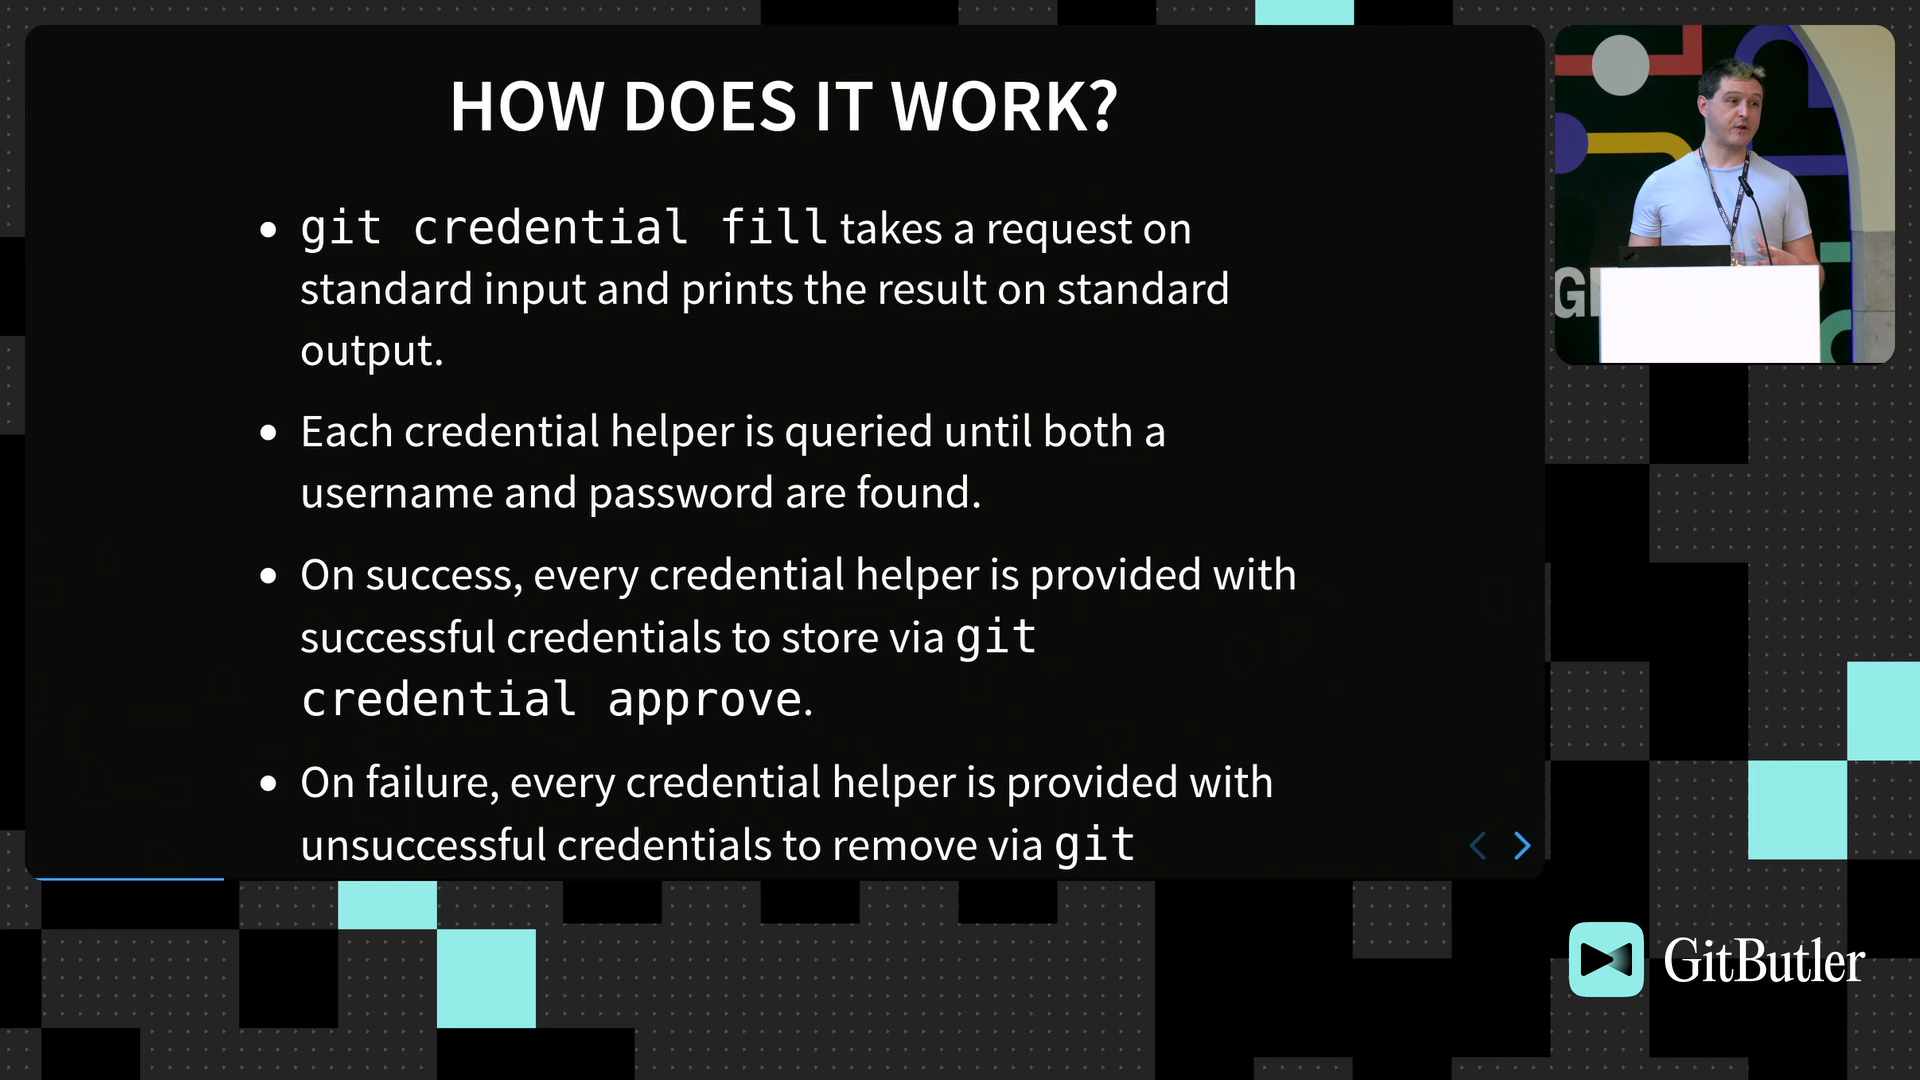 HOW DOES IT WORK?
• git credential fill takes a request on
standard input and prints the result on standard
output.
• Each credential helper is queried until both a
username and password are found.
• On success, every credential helper is provided with
successful credentials to store via git
credential approve.
• On failure, every credential helper is provided with
unsuccessful credentials to remove via git
GI
GitButler